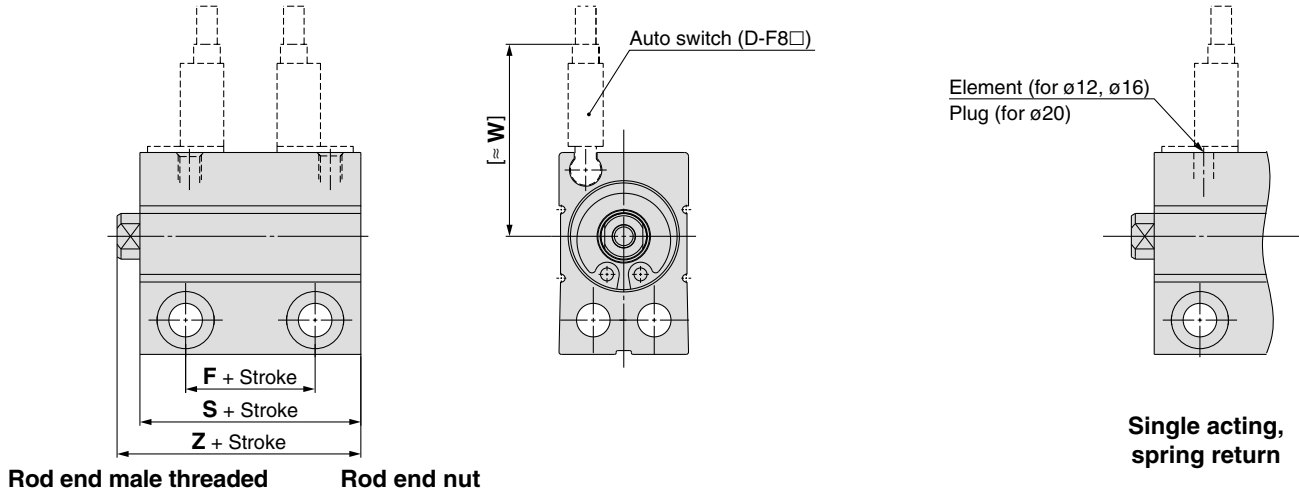 Auto switch (D-F8□)
[≈ W]
Element (for ø12, ø16)
Plug (for ø20)
F + Stroke
S + Stroke
Z + Stroke
Single acting,
spring return
Rod end male threaded
Rod end nut